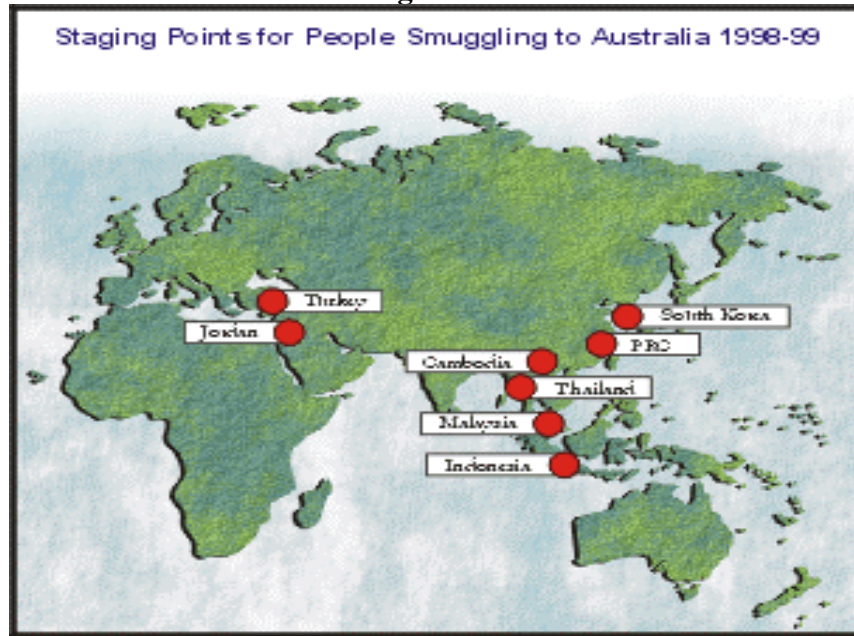 Staging Points for People Smuggling to Australia 1998-99
Turkey
Jordan
South Korea
PRC
Cambodia
Thailand
Malaysia
Indonesia